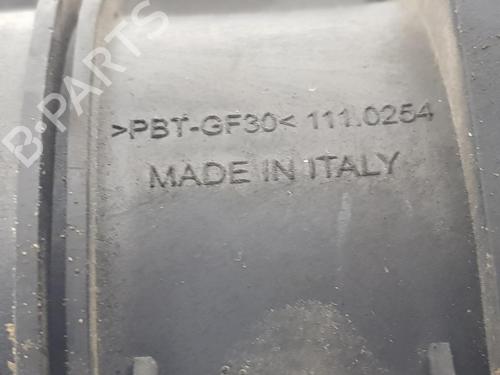 B-PARTS
>PBT-GF30< 111.0254
MADE IN ITALY